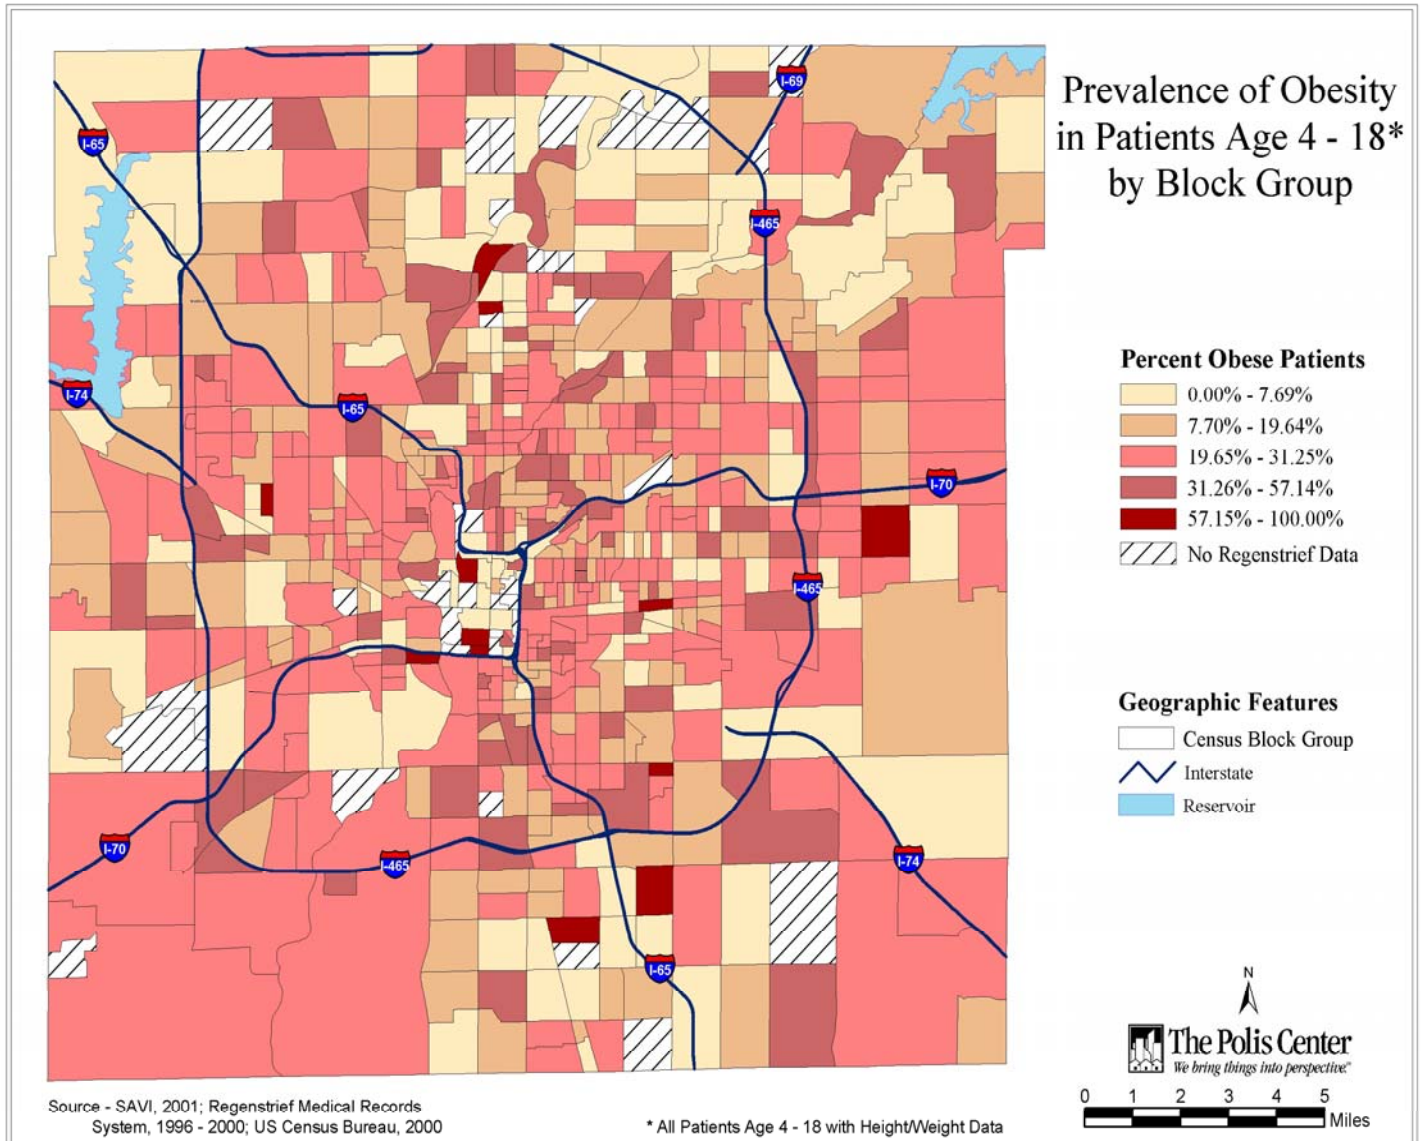 Prevalence of Obesity
in Patients Age 4 - 18*
by Block Group
I-69
I-65
I-465
I-74
I-65
I-70
I-465
I-70
I-465
I-74
I-65
Percent Obese Patients
0.00% - 7.69%
7.70% - 19.64%
19.65% - 31.25%
31.26% - 57.14%
57.15% - 100.00%
No Regenstrief Data
Geographic Features
Census Block Group
Interstate
Reservoir
N
The Polis Center
We bring things into perspective™
0 1 2 3 4 5
Miles
Source - SAVI, 2001; Regenstrief Medical Records
System, 1996 - 2000; US Census Bureau, 2000
* All Patients Age 4 - 18 with Height/Weight Data